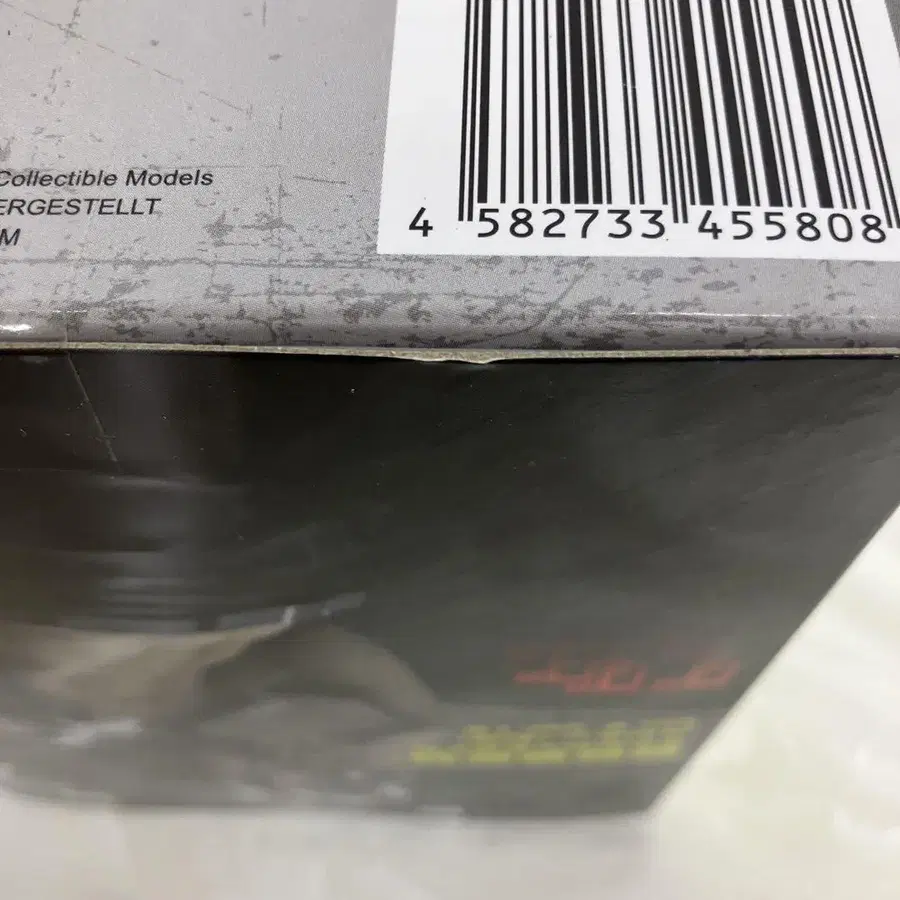 Collectible Models
ERGESTELLT
M
4 582733 455808